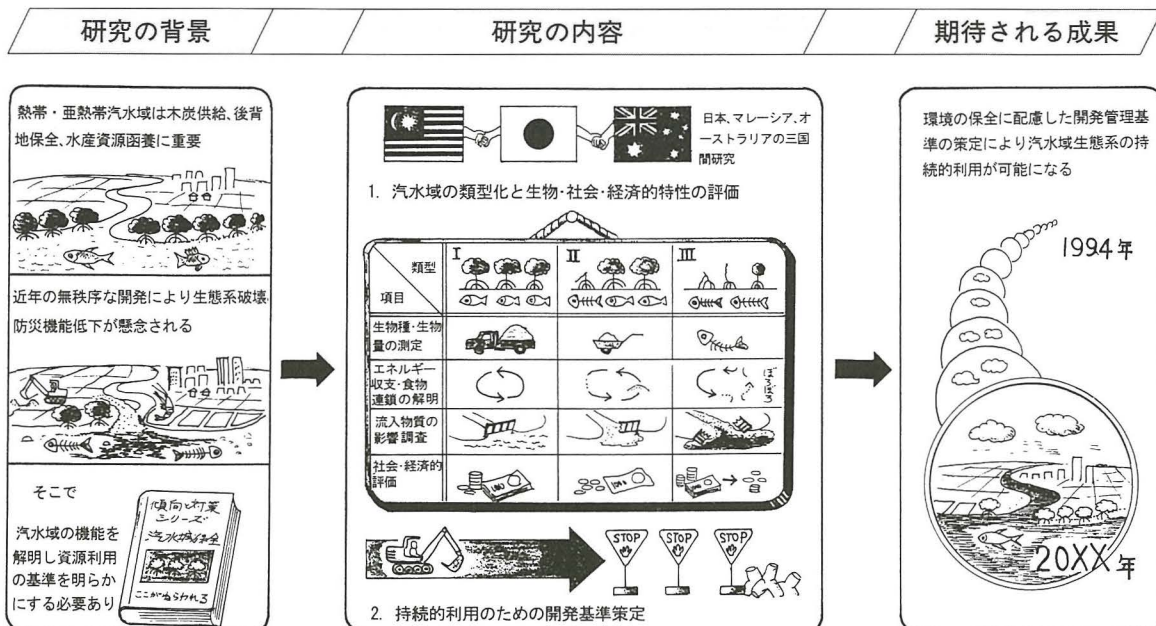 研究の背景
研究の内容
期待される成果
熱帯・亜熱帯汽水域は木炭供給、後背
地保全、水産資源函養に重要
近年の無秩序な開発により生態系破壊、
防災機能低下が懸念される
そこで
汽水域の機能を
解明し資源利用
の基準を明らか
にする必要あり
傾向と対策
シリーズ
汽水域保全
ここがねらわれる
日本、マレーシア、オ
ーストラリアの三国
間研究
1. 汽水域の類型化と生物・社会・経済的特性の評価
類型
項目
I
II
III
生物種・生物
量の測定
エネルギー
収支・食物
連鎖の解明
ぼろぼろ
流入物質の
影響調査
社会・経済的
評価
STOP
STOP
STOP
2. 持続的利用のための開発基準策定
環境の保全に配慮した開発管理基
準の策定により汽水域生態系の持
続的利用が可能になる
1994年
20XX年